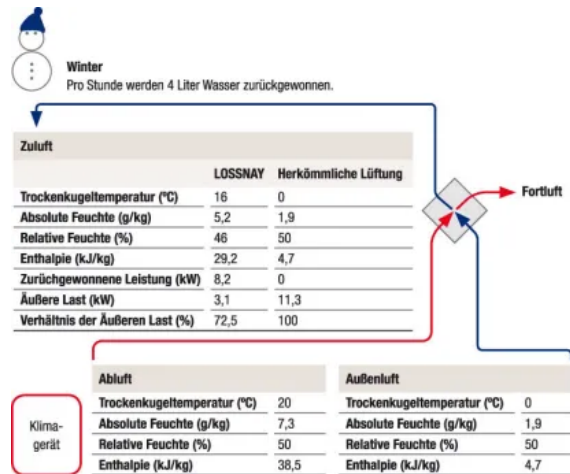 Winter
Pro Stunde werden 4 Liter Wasser zurückgewonnen.
Zuluft
LOSSNAY Herkömmliche Lüftung
Trockenkugeltemperatur (°C) 16 0
Absolute Feuchte (g/kg) 5,2 1,9
Relative Feuchte (%) 46 50
Enthalpie (kJ/kg) 29,2 4,7
Zurüchgewonnene Leistung (kW) 8,2 0
Äußere Last (kW) 3,1 11,3
Verhältnis der Äußeren Last (%) 72,5 100
Fortluft
Klima-
gerät
Abluft
Trockenkugeltemperatur (°C) 20
Absolute Feuchte (g/kg) 7,3
Relative Feuchte (%) 50
Enthalpie (kJ/kg) 38,5
Außenluft
Trockenkugeltemperatur (°C) 0
Absolute Feuchte (g/kg) 1,9
Relative Feuchte (%) 50
Enthalpie (kJ/kg) 4,7